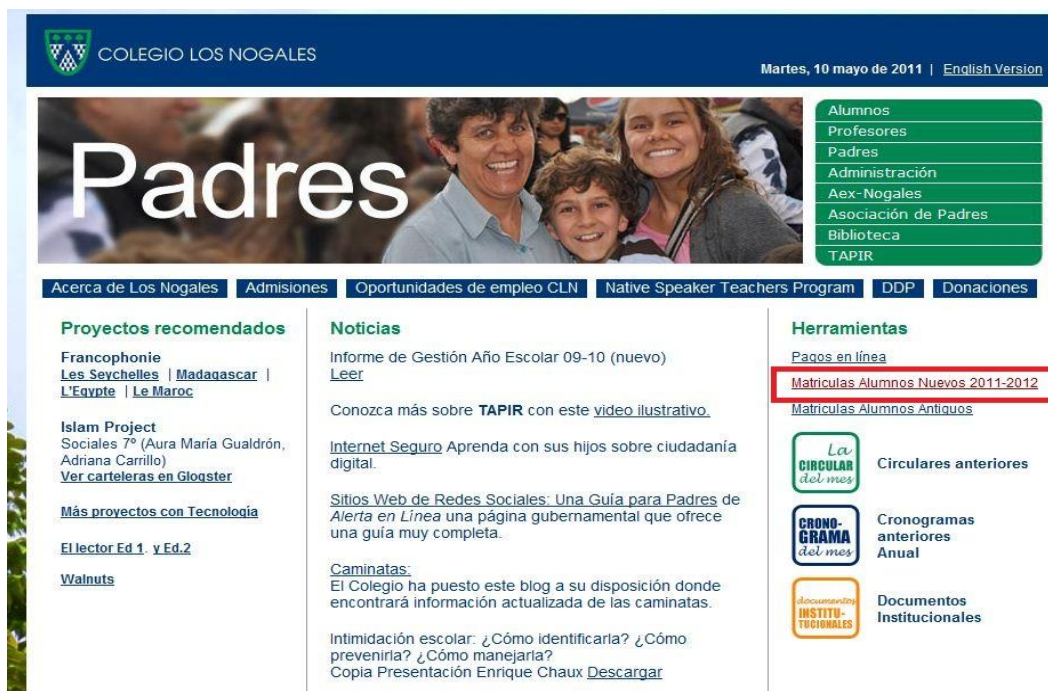 COLEGIO LOS NOGALES
Martes, 10 mayo de 2011 | English Version
Padres
Alumnos
Profesores
Padres
Administración
Aex-Nogales
Asociación de Padres
Biblioteca
TAPIR
Acerca de Los Nogales Admisiones Oportunidades de empleo CLN Native Speaker Teachers Program DDP Donaciones
Proyectos recomendados
Francophonie
Les Seychelles | Madagascar |
L'Egypte | Le Maroc
Islam Project
Sociales 7º (Aura María Gualdrón,
Adriana Carrillo)
Ver carteleras en Glogster
Más proyectos con Tecnología
El lector Ed 1. y Ed.2
Walnuts
Noticias
Informe de Gestión Año Escolar 09-10 (nuevo)
Leer
Conozca más sobre TAPIR con este video ilustrativo.
Internet Seguro Aprenda con sus hijos sobre ciudadanía
digital.
Sitios Web de Redes Sociales: Una Guía para Padres de
Alerta en Línea una página gubernamental que ofrece
una guía muy completa.
Caminatas:
El Colegio ha puesto este blog a su disposición donde
encontrará información actualizada de las caminatas.
Intimidación escolar: ¿Cómo identificarla? ¿Cómo
prevenirla? ¿Cómo manejarla?
Copia Presentación Enrique Chaux Descargar
Herramientas
Pagos en línea
Matriculas Alumnos Nuevos 2011-2012
Matriculas Alumnos Antiguos
La
CIRCULAR
del mes
Circulares anteriores
CRONO-
GRAMA
del mes
Cronogramas
anteriores
Anual
documentos
INSTITU-
TUCIONALES
Documentos
Institucionales